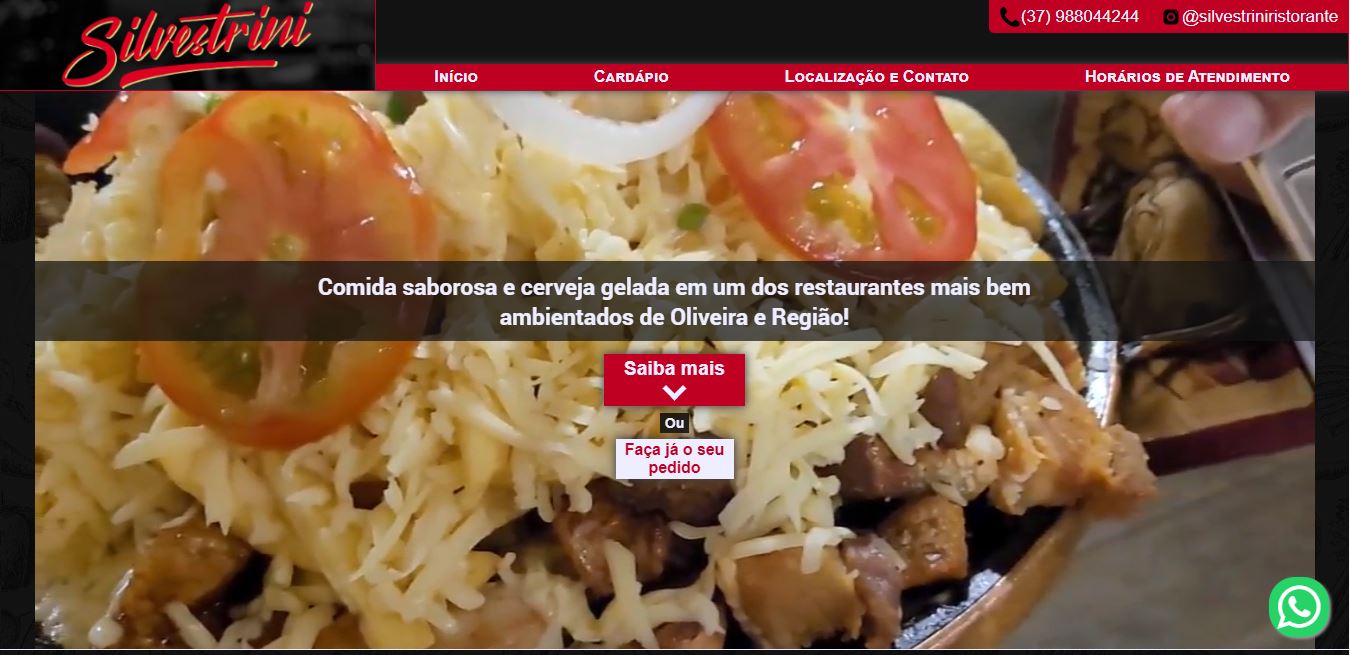 Silvestrini
(37) 988044244 @silvestriniristorante
Início Cardápio Localização e Contato Horários de Atendimento
Comida saborosa e cerveja gelada em um dos restaurantes mais bem
ambientados de Oliveira e Região!
Saiba mais
Ou
Faça já o seu
pedido